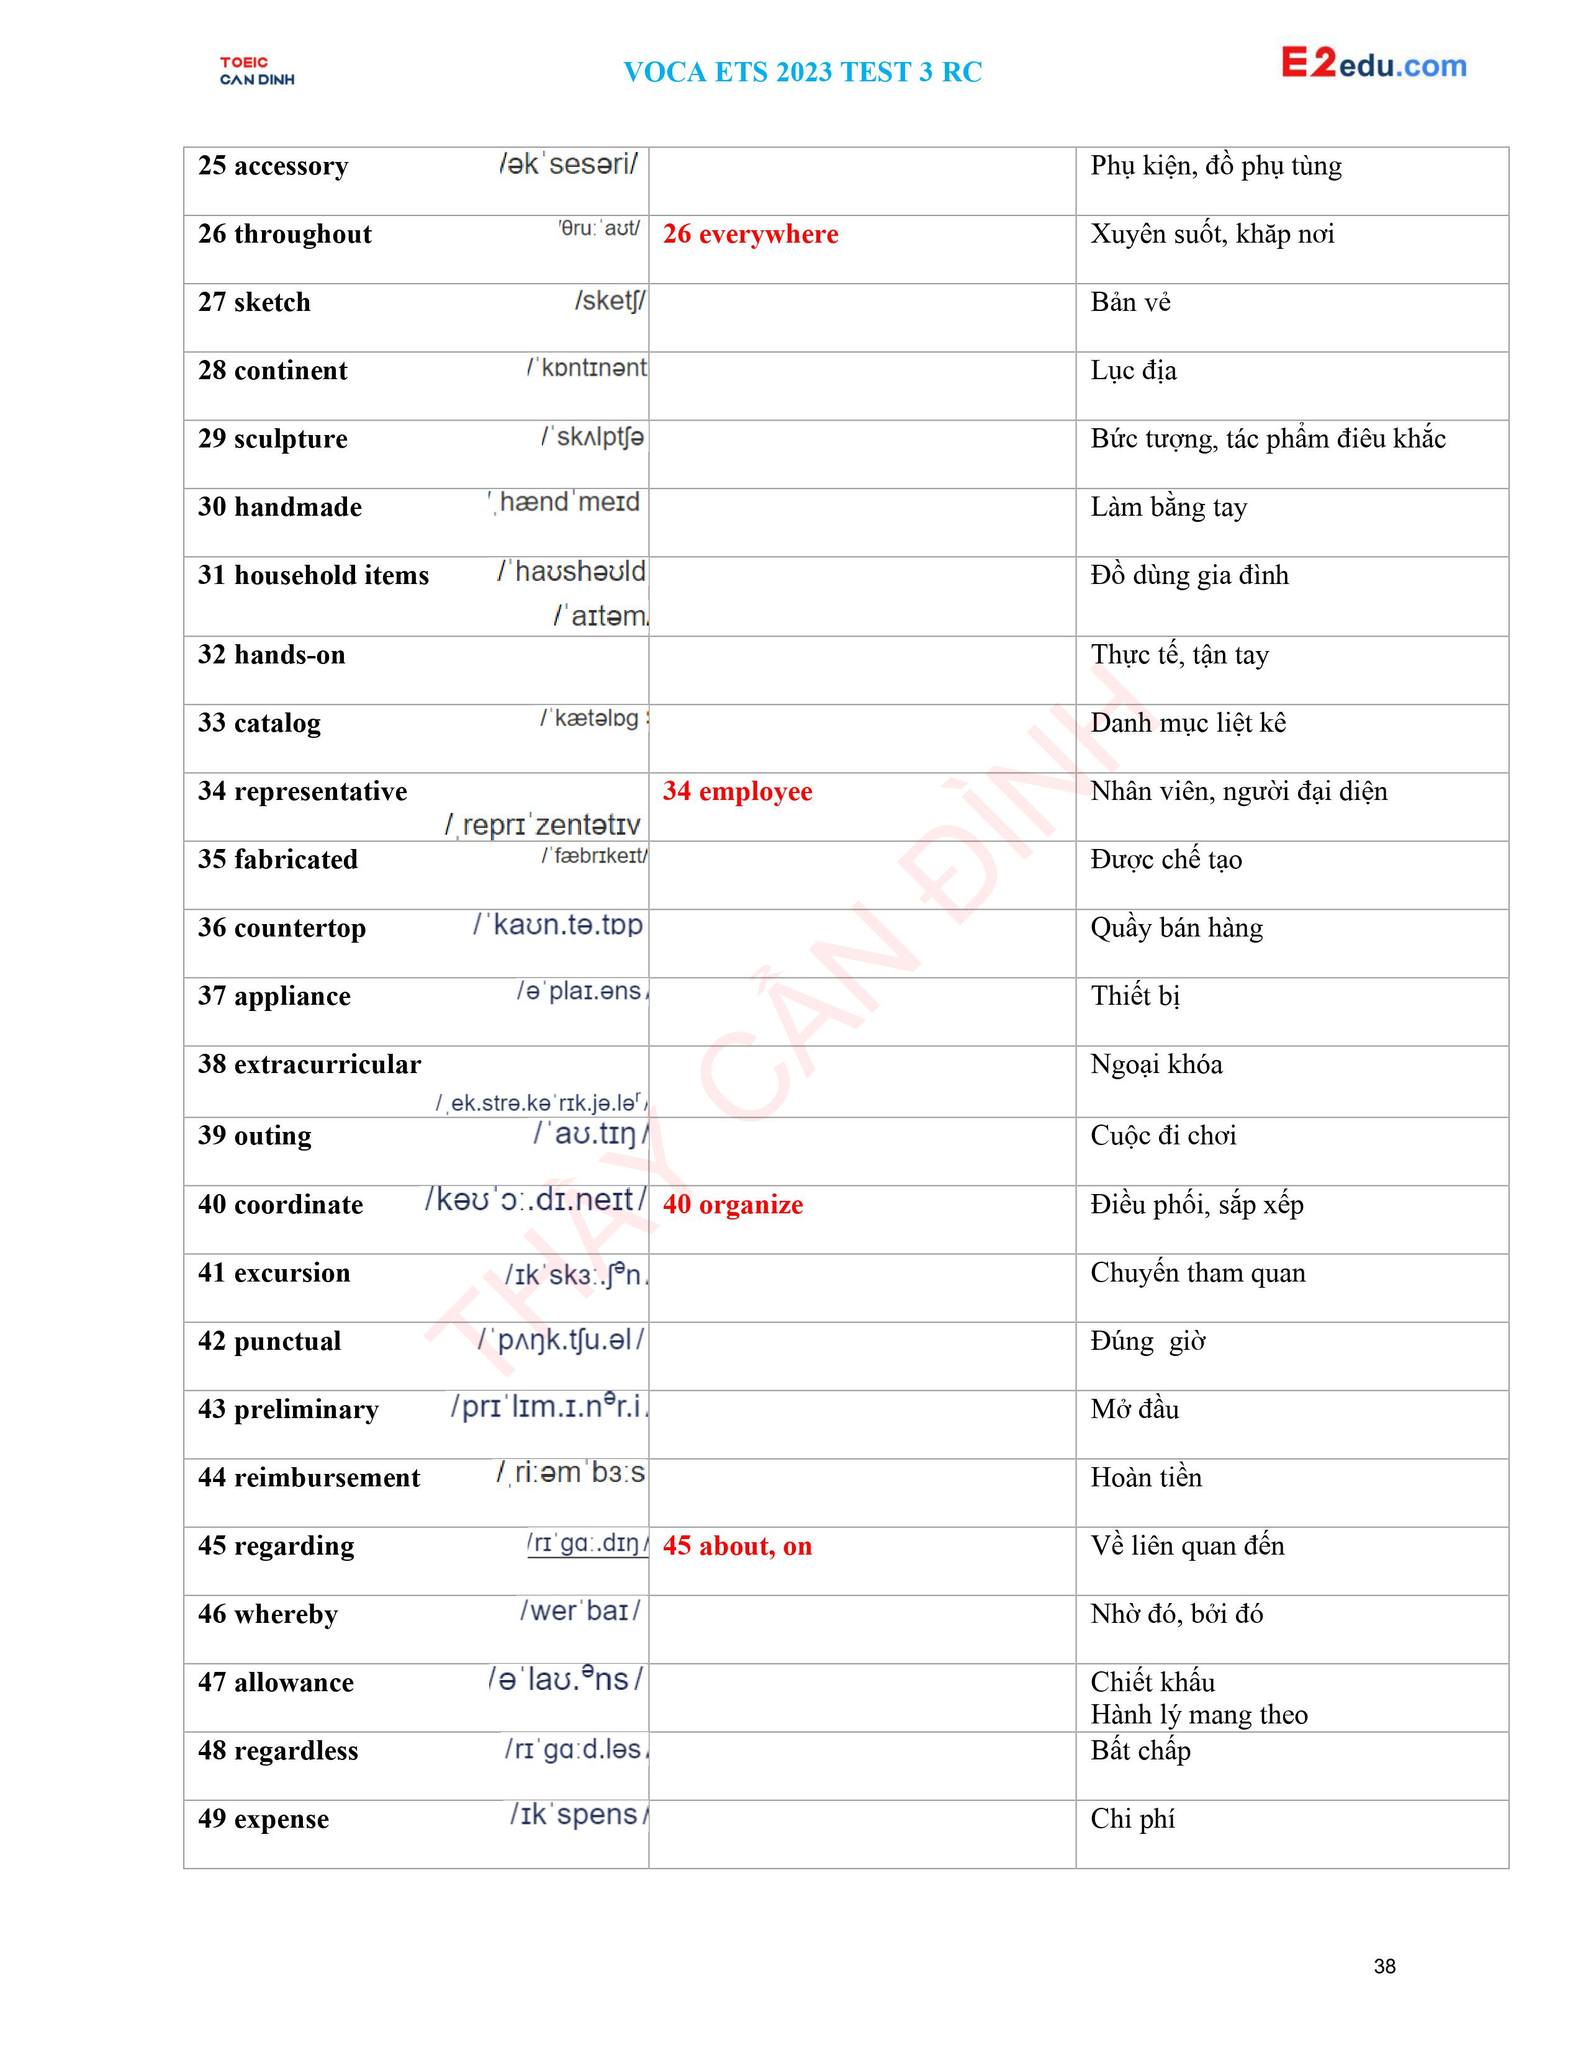 TOEIC
CAN DINH
VOCA ETS 2023 TEST 3 RC
E2edu.com
25 accessory /əkˈsesəri/ Phụ kiện, đồ phụ tùng
26 throughout /θruːˈaʊt/ 26 everywhere Xuyên suốt, khăp nơi
27 sketch /sketʃ/ Bản vẻ
28 continent /ˈkɒntɪnənt Lục địa
29 sculpture /ˈskʌlptʃə Bức tượng, tác phẩm điêu khắc
30 handmade /ˌhændˈmeɪd Làm bằng tay
31 household items /ˈhaʊshəʊld Đồ dùng gia đình
/ˈaɪtəm/
32 hands-on Thực tế, tận tay
33 catalog /ˈkætəlɒg Danh mục liệt kê
34 representative 34 employee Nhân viên, người đại diện
/ˌreprɪˈzentətɪv
35 fabricated /ˈfæbrɪkeɪt/ Được chế tạo
36 countertop /ˈkaʊn.tə.tɒp Quầy bán hàng
37 appliance /əˈplaɪ.əns/ Thiết bị
38 extracurricular Ngoại khóa
/ˌek.strə.kəˈrɪk.jə.lər/
39 outing /ˈaʊ.tɪŋ/ Cuộc đi chơi
40 coordinate /kəʊˈɔː.dɪ.neɪt/ 40 organize Điều phối, sắp xếp
41 excursion /ɪkˈskɜː.ʃən/ Chuyến tham quan
42 punctual /ˈpʌŋk.tʃu.əl/ Đúng giờ
43 preliminary /prɪˈlɪm.ɪ.nər.i/ Mở đầu
44 reimbursement /ˌriːəmˈbɜːs Hoàn tiền
45 regarding /rɪˈgɑː.dɪŋ/ 45 about, on Về liên quan đến
46 whereby /werˈbaɪ/ Nhờ đó, bởi đó
47 allowance /əˈlaʊ.əns/ Chiết khấu
Hành lý mang theo
48 regardless /rɪˈgɑːd.ləs/ Bất chấp
49 expense /ɪkˈspens/ Chi phí
THẦY CẦN ĐÌNH
38